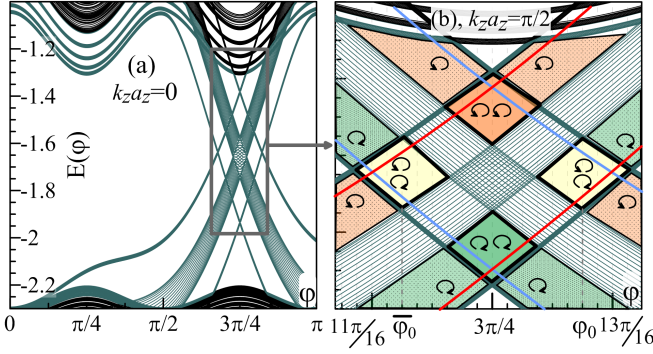 (a)
k_z a_z=0
E(φ)
-1.2
-1.4
-1.6
-1.8
-2
-2.2
0
π/4
π/2
3π/4
π
φ
(b), k_z a_z=π/2
11π/16
φ̅₀
3π/4
φ₀
13π/16
φ